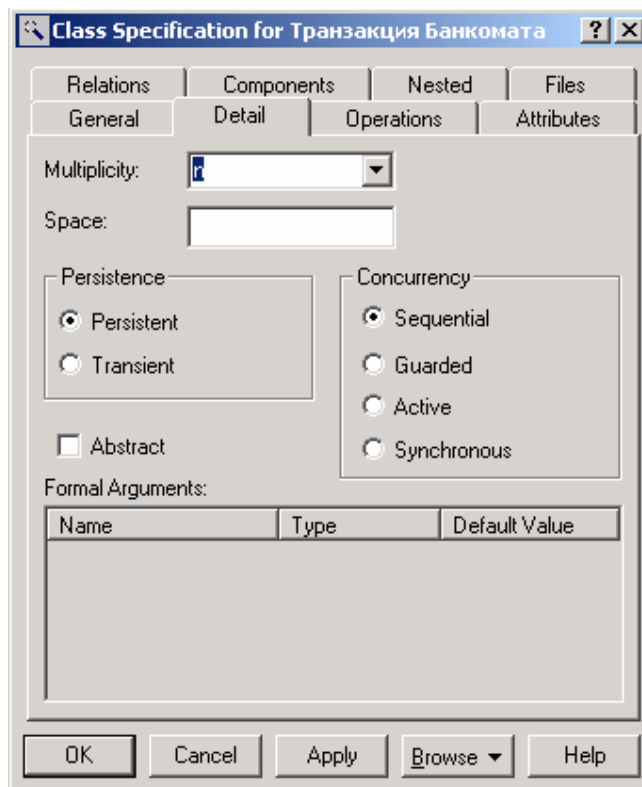 Class Specification for Транзакция Банкомата
Relations Components Nested Files
General Detail Operations Attributes
Multiplicity: n
Space:
Persistence
Persistent
Transient
Concurrency
Sequential
Guarded
Active
Synchronous
Abstract
Formal Arguments:
Name Type Default Value
OK Cancel Apply Browse Help